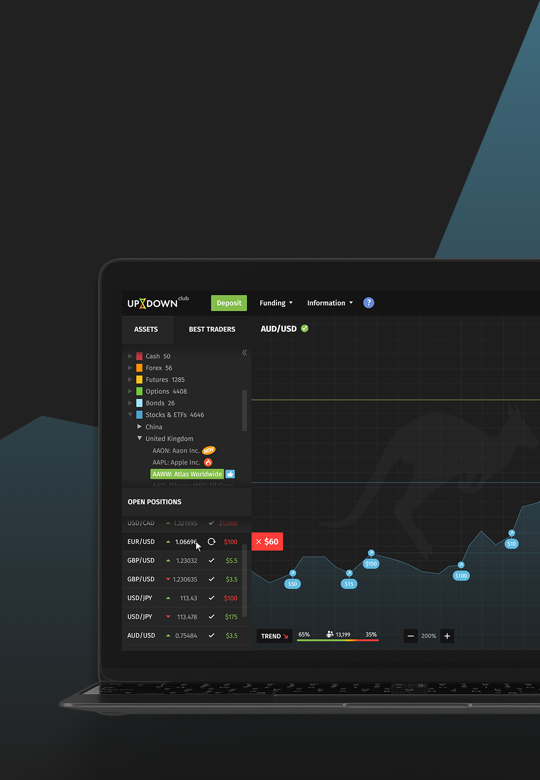 UPXDOWN club
Deposit
Funding
Information
?
ASSETS
BEST TRADERS
AUD/USD
Cash 50
Forex 56
Futures 1285
Options 4408
Bonds 26
Stocks & ETFs 4646
China
United Kingdom
AAON: Aaon Inc. NEW
AAPL: Apple Inc.
AAWW: Atlas Worldwide
OPEN POSITIONS
USD/CAD 1.321995 $1,000
EUR/USD 1.06696 $100
× $60
GBP/USD 1.23032 $5.5
GBP/USD 1.230635 $3.5
USD/JPY 113.43 $100
USD/JPY 113.478 $175
AUD/USD 0.75484 $3.5
$50
$15
$150
$100
$10
TREND
65%
13,199
35%
200%